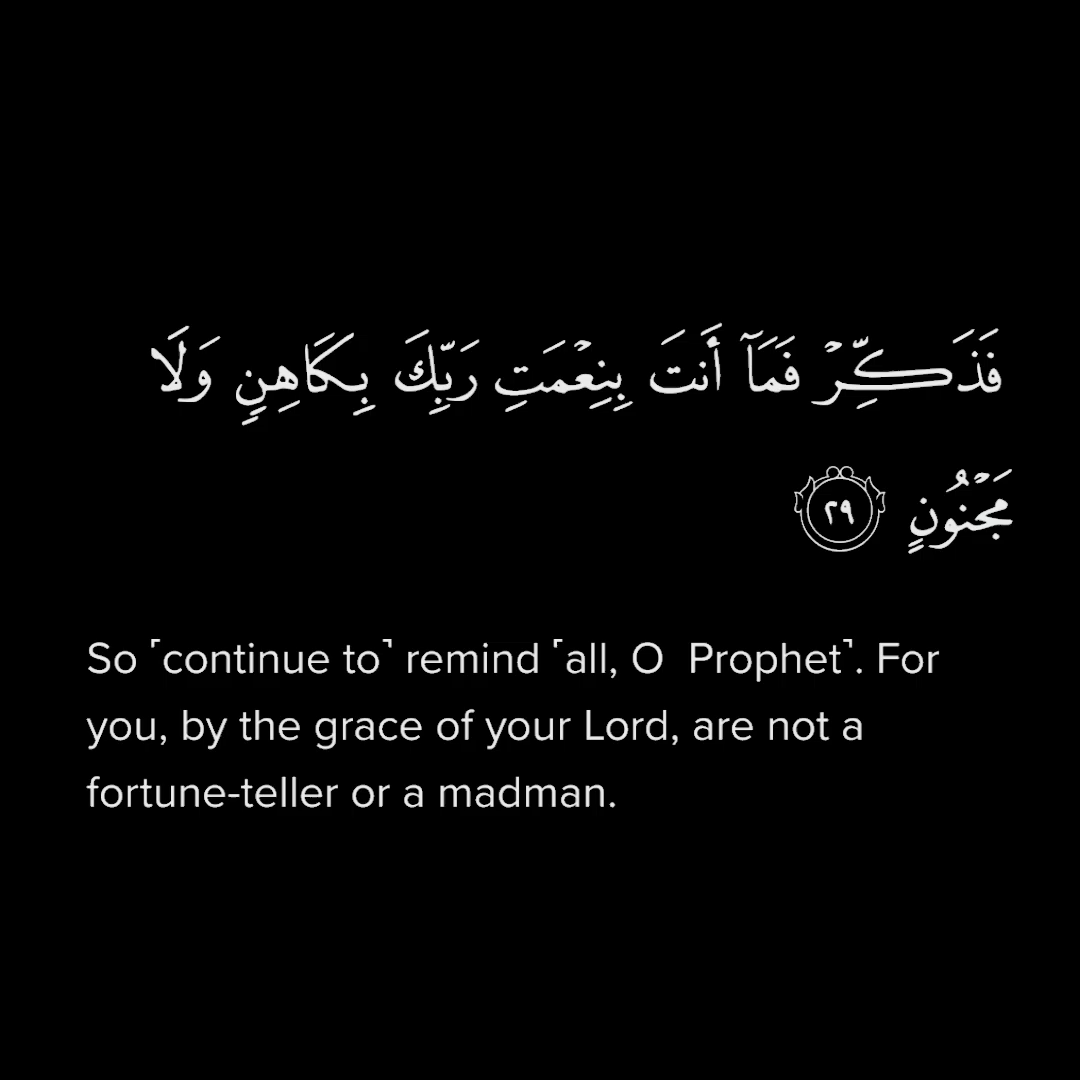 فَذَكِّرْ فَمَآ أَنتَ بِنِعْمَتِ رَبِّكَ بِكَاهِنٍ وَلَا
مَجْنُونٍ ٢٩
So ˹continue to˺ remind ˹all, O  Prophet˺. For
you, by the grace of your Lord, are not a
fortune-teller or a madman.